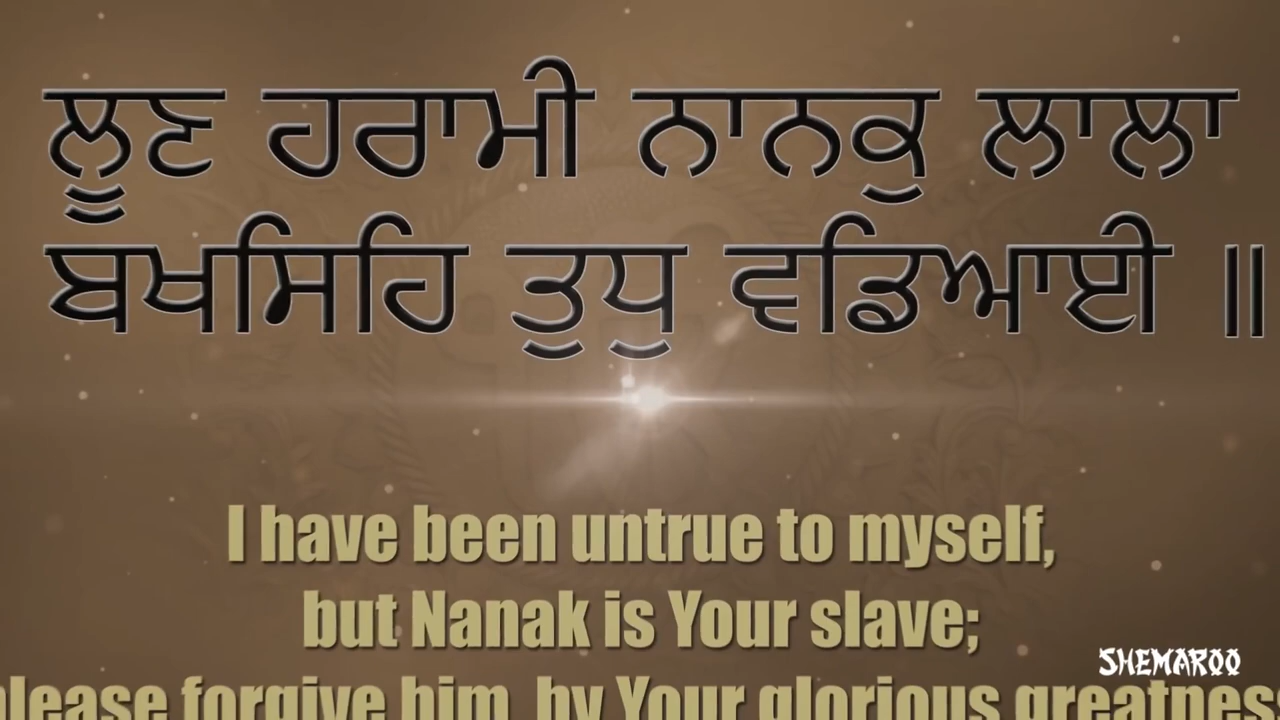 ਲੂਣ ਹਰਾਮੀ ਨਾਨਕੁ ਲਾਲਾ
ਬਖਸਿਹਿ ਤੁਧੁ ਵਡਿਆਈ ॥
I have been untrue to myself,
but Nanak is Your slave;
please forgive him, by Your glorious greatness
SHEMAROO